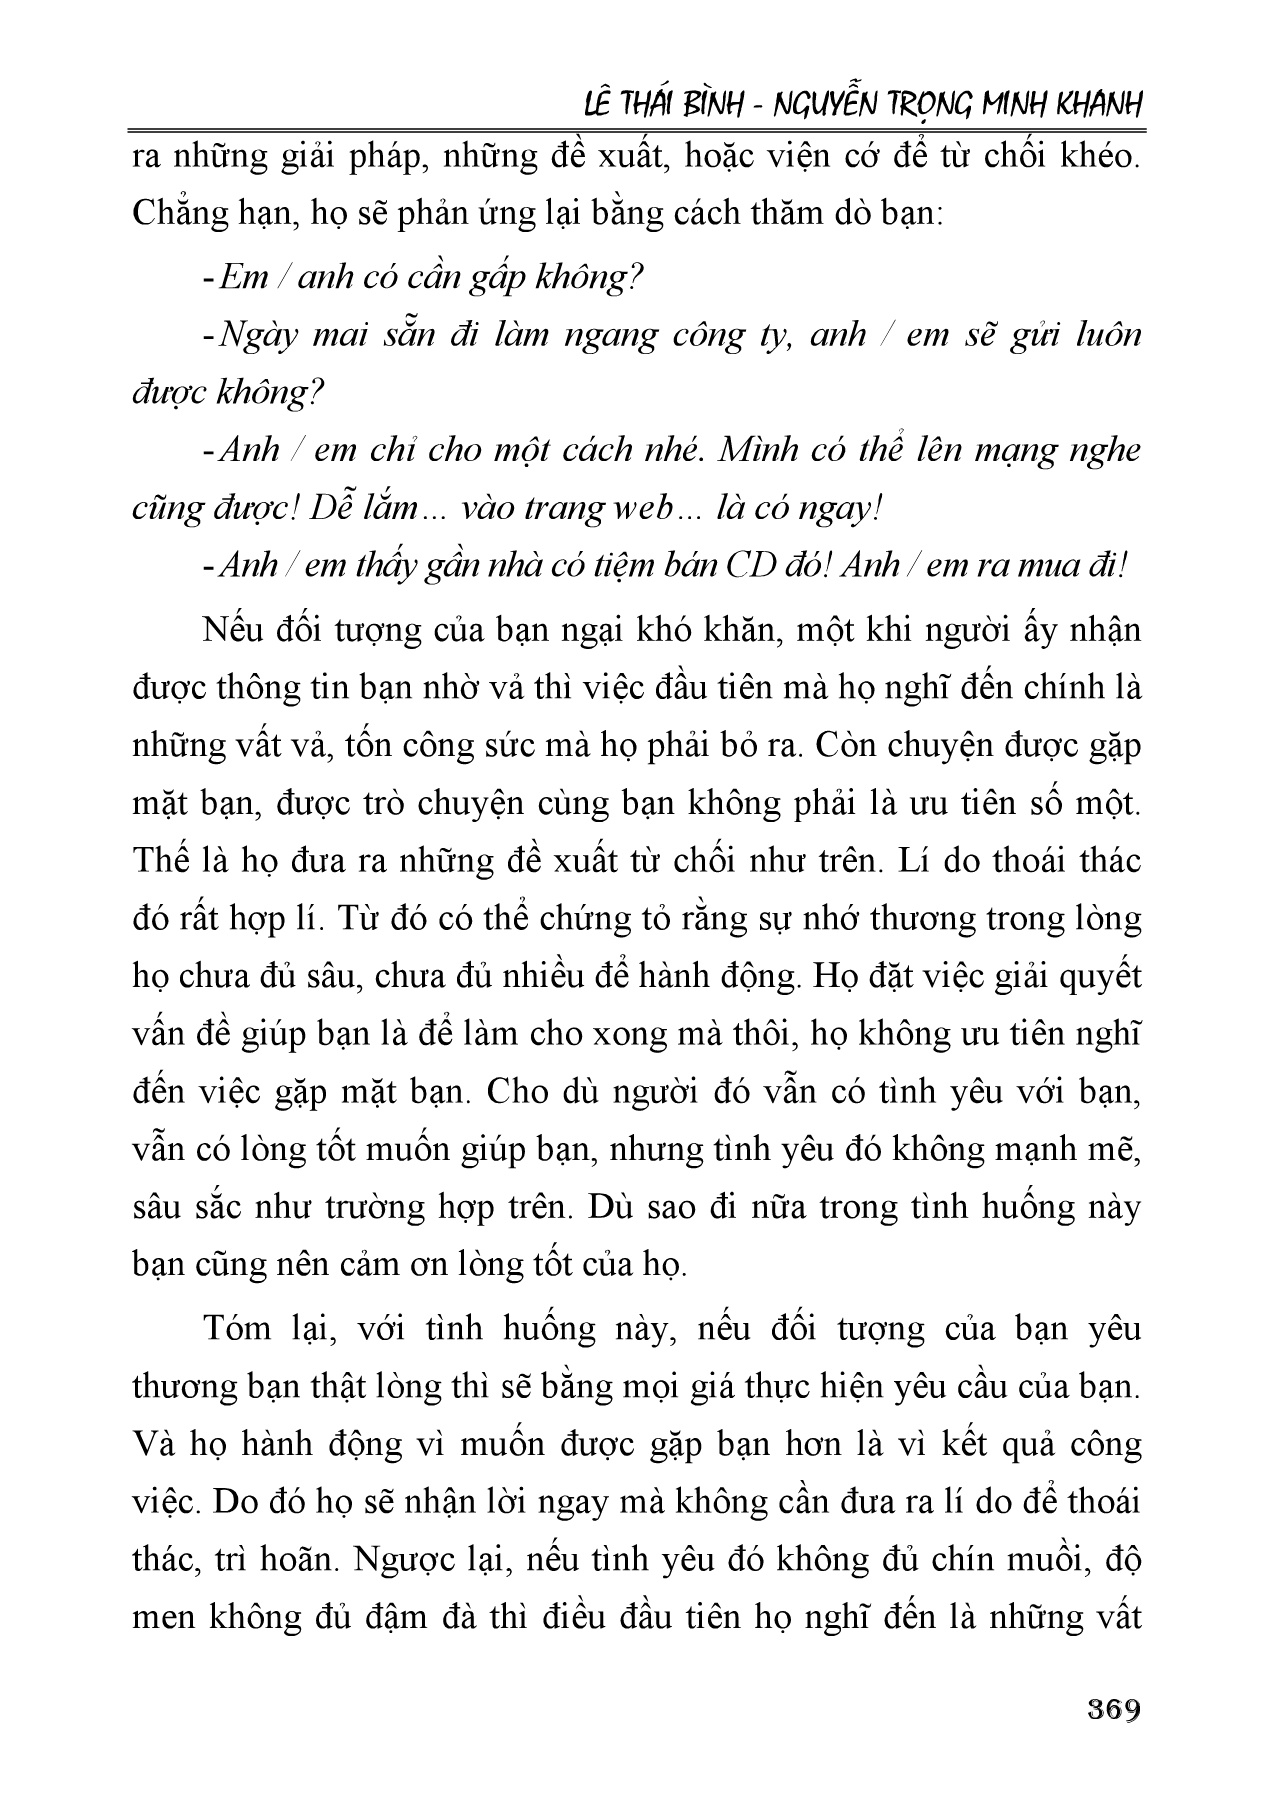 LÊ THÁI BÌNH - NGUYỄN TRỌNG MINH KHANH
ra những giải pháp, những đề xuất, hoặc viện cớ để từ chối khéo.
Chẳng hạn, họ sẽ phản ứng lại bằng cách thăm dò bạn:
- Em / anh có cần gấp không?
- Ngày mai sẵn đi làm ngang công ty, anh / em sẽ gửi luôn
được không?
- Anh / em chỉ cho một cách nhé. Mình có thể lên mạng nghe
cũng được! Dễ lắm… vào trang web… là có ngay!
- Anh / em thấy gần nhà có tiệm bán CD đó! Anh / em ra mua đi!
Nếu đối tượng của bạn ngại khó khăn, một khi người ấy nhận
được thông tin bạn nhờ vả thì việc đầu tiên mà họ nghĩ đến chính là
những vất vả, tốn công sức mà họ phải bỏ ra. Còn chuyện được gặp
mặt bạn, được trò chuyện cùng bạn không phải là ưu tiên số một.
Thế là họ đưa ra những đề xuất từ chối như trên. Lí do thoái thác
đó rất hợp lí. Từ đó có thể chứng tỏ rằng sự nhớ thương trong lòng
họ chưa đủ sâu, chưa đủ nhiều để hành động. Họ đặt việc giải quyết
vấn đề giúp bạn là để làm cho xong mà thôi, họ không ưu tiên nghĩ
đến việc gặp mặt bạn. Cho dù người đó vẫn có tình yêu với bạn,
vẫn có lòng tốt muốn giúp bạn, nhưng tình yêu đó không mạnh mẽ,
sâu sắc như trường hợp trên. Dù sao đi nữa trong tình huống này
bạn cũng nên cảm ơn lòng tốt của họ.
Tóm lại, với tình huống này, nếu đối tượng của bạn yêu
thương bạn thật lòng thì sẽ bằng mọi giá thực hiện yêu cầu của bạn.
Và họ hành động vì muốn được gặp bạn hơn là vì kết quả công
việc. Do đó họ sẽ nhận lời ngay mà không cần đưa ra lí do để thoái
thác, trì hoãn. Ngược lại, nếu tình yêu đó không đủ chín muồi, độ
men không đủ đậm đà thì điều đầu tiên họ nghĩ đến là những vất
369